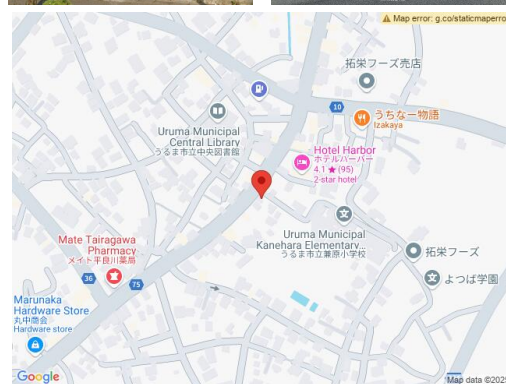 Map error: g.co/staticmaperro
拓栄フーズ売店
10
うちなー物語
Izakaya
Uruma Municipal
Central Library
うるま市立中央図書館
Hotel Harbor
ホテルハーバー
4.1 ★ (95)
2-star hotel
Uruma Municipal
Kanehara Elementary...
うるま市立兼原小学校
Mate Tairagawa
Pharmacy
メイト平良川薬局
拓栄フーズ
36
75
よつば学園
Marunaka
Hardware Store
丸中商会
Hardware store
Google
Map data ©202